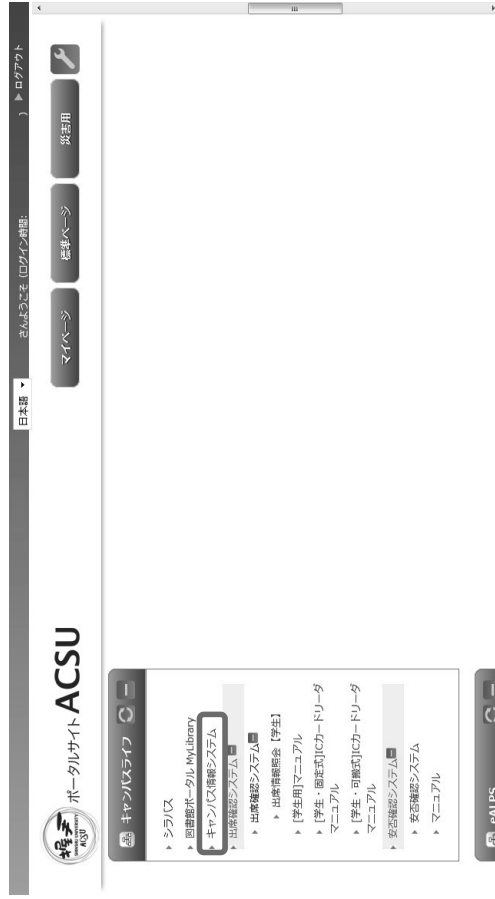 日本語
さんようこそ（ログイン時間:
) ▶ ログアウト
ポータルサイト ACSU
マイページ
標準ページ
災害用
キャンパスライフ
シラバス
図書館ポータル MyLibrary
キャンパス情報システム
出席確認システム
出席確認システム
出席情報照会【学生】
[学生用]マニュアル
[学生・固定式]ICカードリーダ
マニュアル
[学生・可搬式]ICカードリーダ
マニュアル
安否確認システム
安否確認システム
マニュアル
eALPS